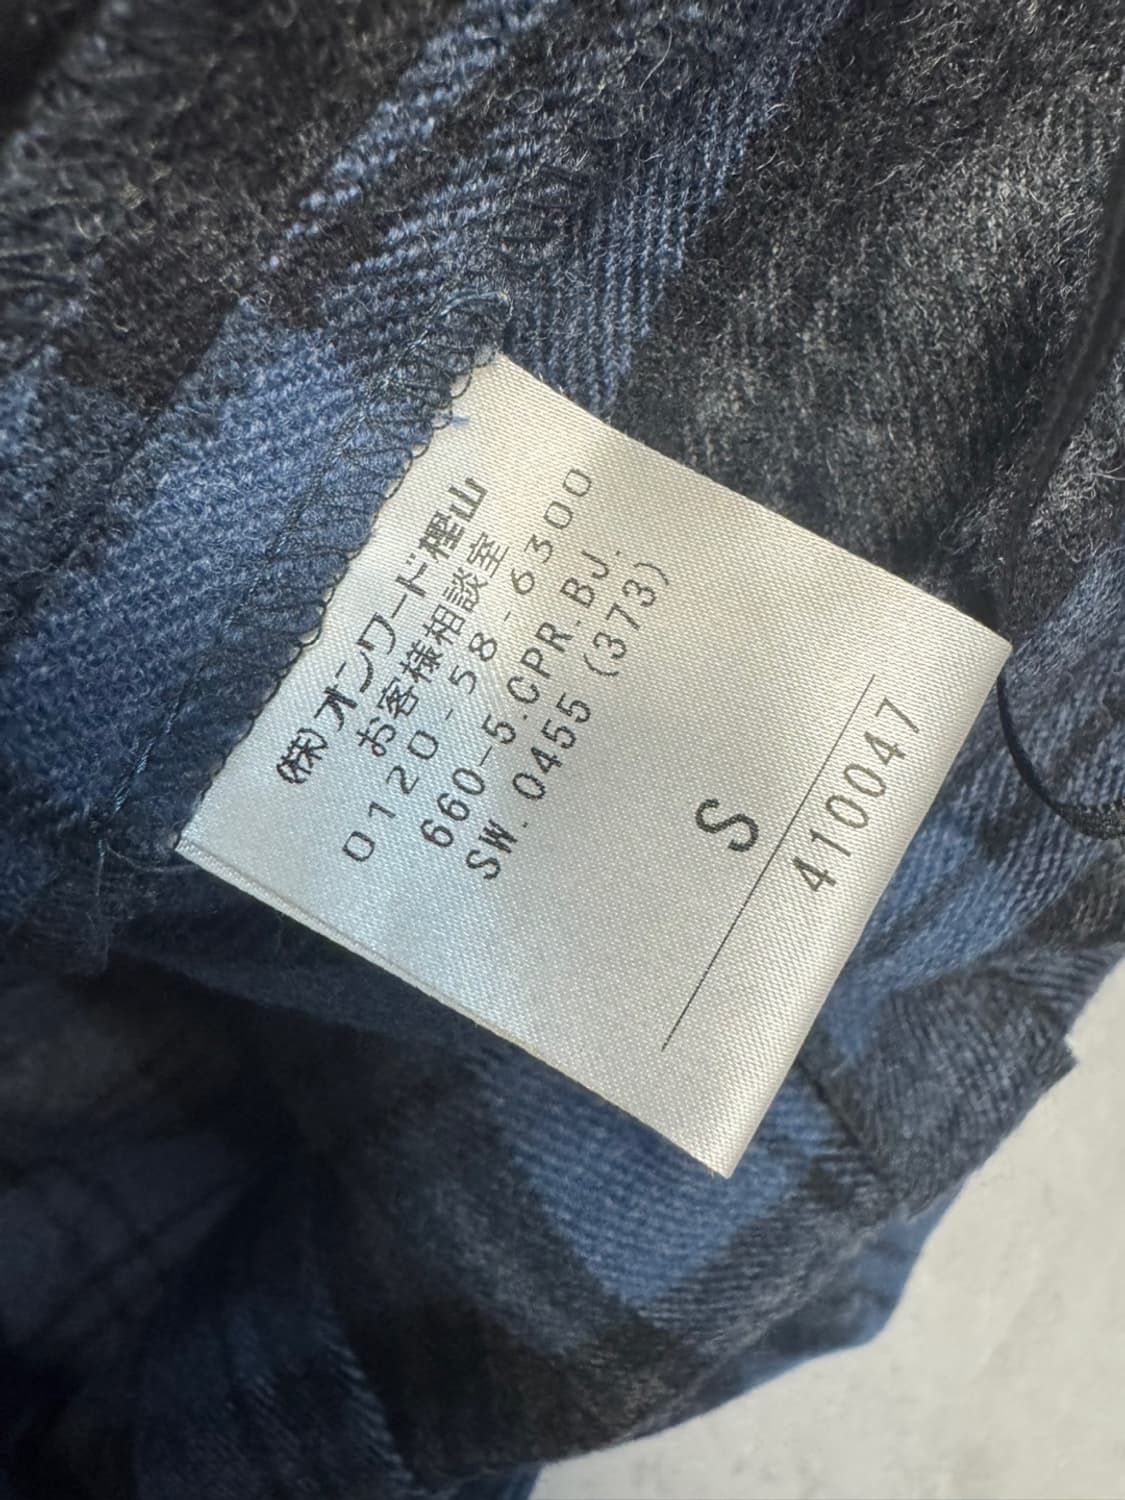 (株)オンワード樫山
お客様相談室
0120-58-6300
660-5.CPR.BJ.
SW.0455(373)
S
410047